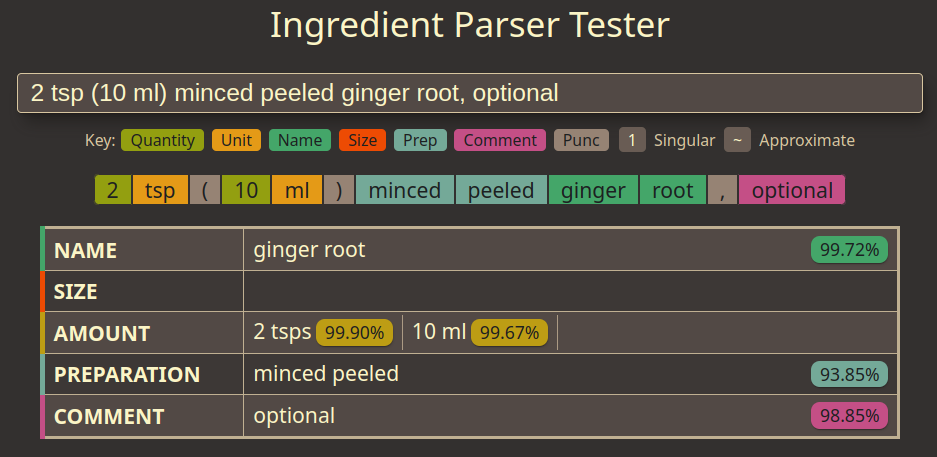 Ingredient Parser Tester
2 tsp (10 ml) minced peeled ginger root, optional
Key: Quantity Unit Name Size Prep Comment Punc 1 Singular ~ Approximate
2 tsp ( 10 ml ) minced peeled ginger root , optional
NAME ginger root 99.72%
SIZE
AMOUNT 2 tsps 99.90% 10 ml 99.67%
PREPARATION minced peeled 93.85%
COMMENT optional 98.85%